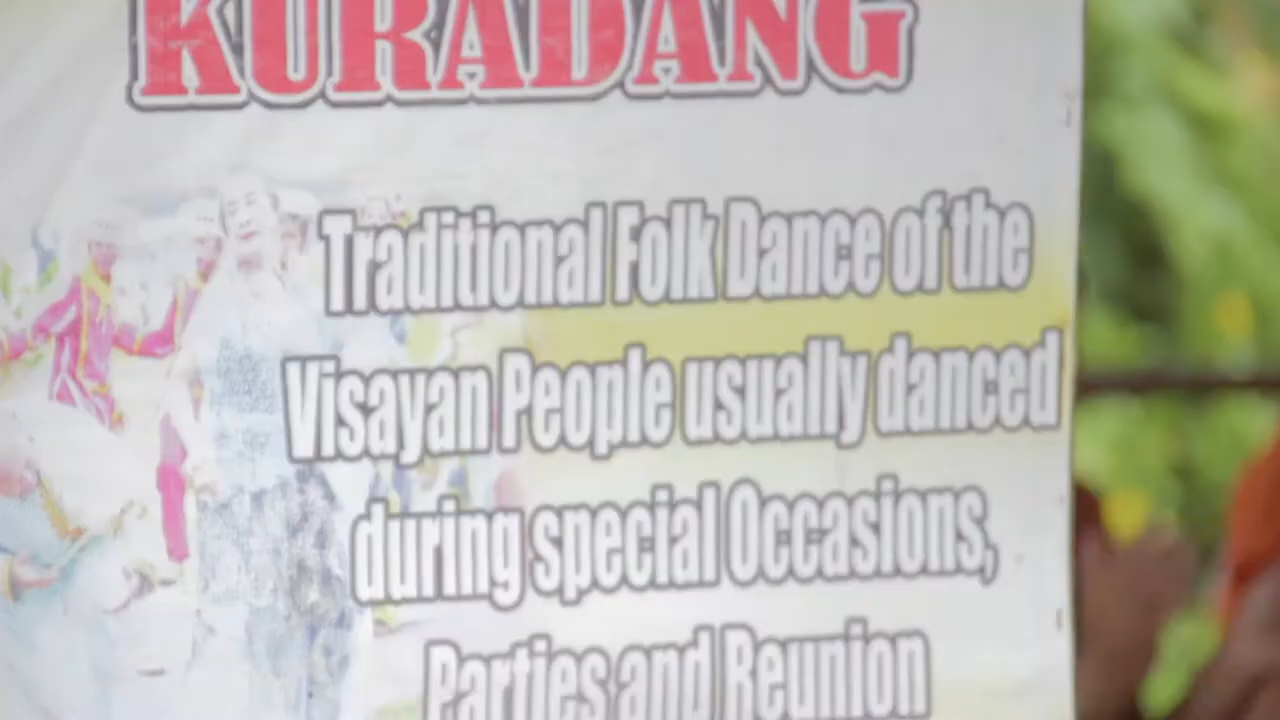 KURADANG
Traditional Folk Dance of the
Visayan People usually danced
during special Occasions,
Parties and Reunion